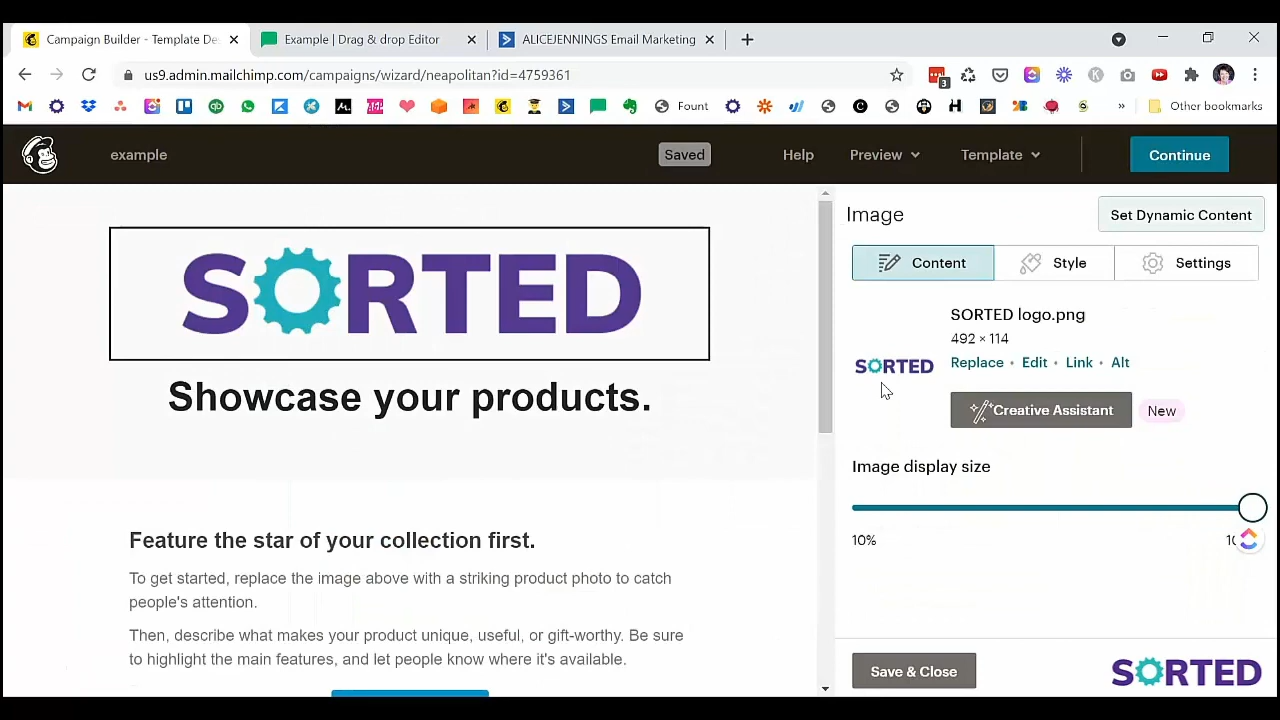 Campaign Builder - Template De
Example | Drag & drop Editor
ALICEJENNINGS Email Marketing
us9.admin.mailchimp.com/campaigns/wizard/neapolitan?id=4759361
3
Fount
»
Other bookmarks
example
Saved
Help
Preview
Template
Continue
SORTED
Showcase your products.
Feature the star of your collection first.
To get started, replace the image above with a striking product photo to catch
people's attention.
Then, describe what makes your product unique, useful, or gift-worthy. Be sure
to highlight the main features, and let people know where it's available.
Image
Set Dynamic Content
Content
Style
Settings
SORTED logo.png
492 × 114
SORTED
Replace • Edit • Link • Alt
Creative Assistant
New
Image display size
10%
Save & Close
SORTED